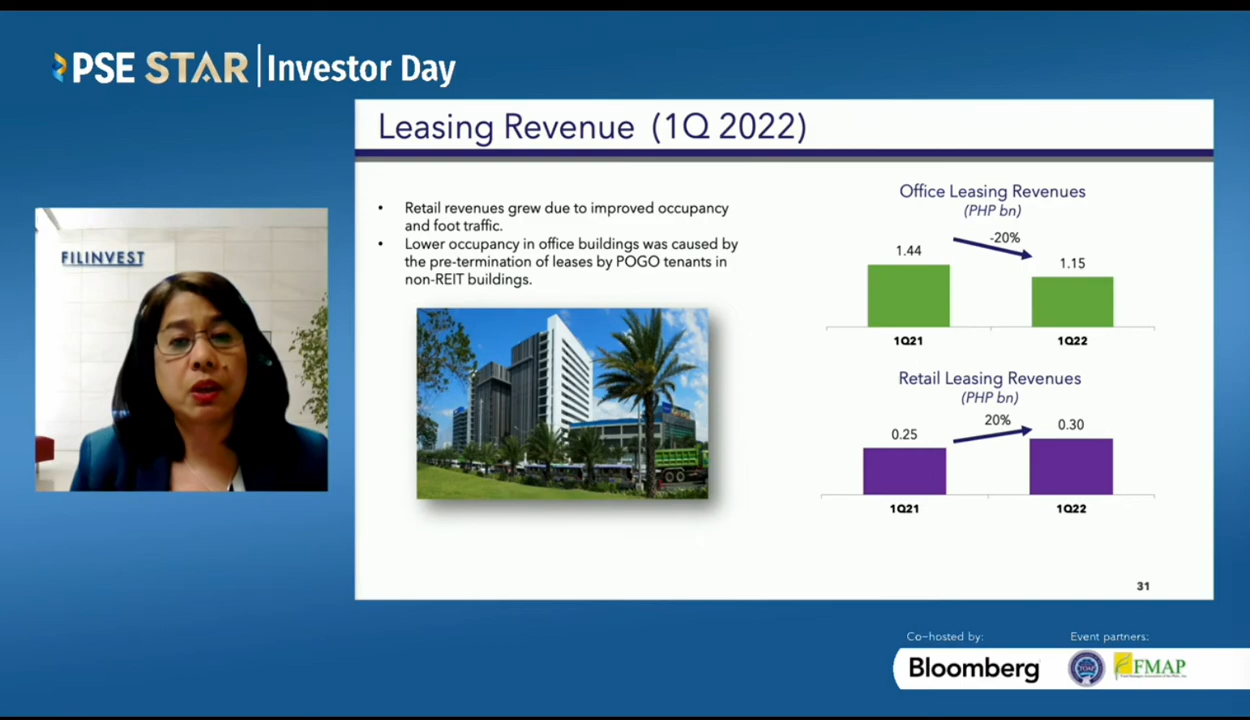 PSE STAR Investor Day
Leasing Revenue (1Q 2022)
FILINVEST
• Retail revenues grew due to improved occupancy
and foot traffic.
• Lower occupancy in office buildings was caused by
the pre-termination of leases by POGO tenants in
non-REIT buildings.
Office Leasing Revenues
(PHP bn)
-20%
1.44
1.15
1Q21
1Q22
Retail Leasing Revenues
(PHP bn)
20%
0.25
0.30
1Q21
1Q22
31
Co-hosted by:
Event partners:
Bloomberg
FMAP